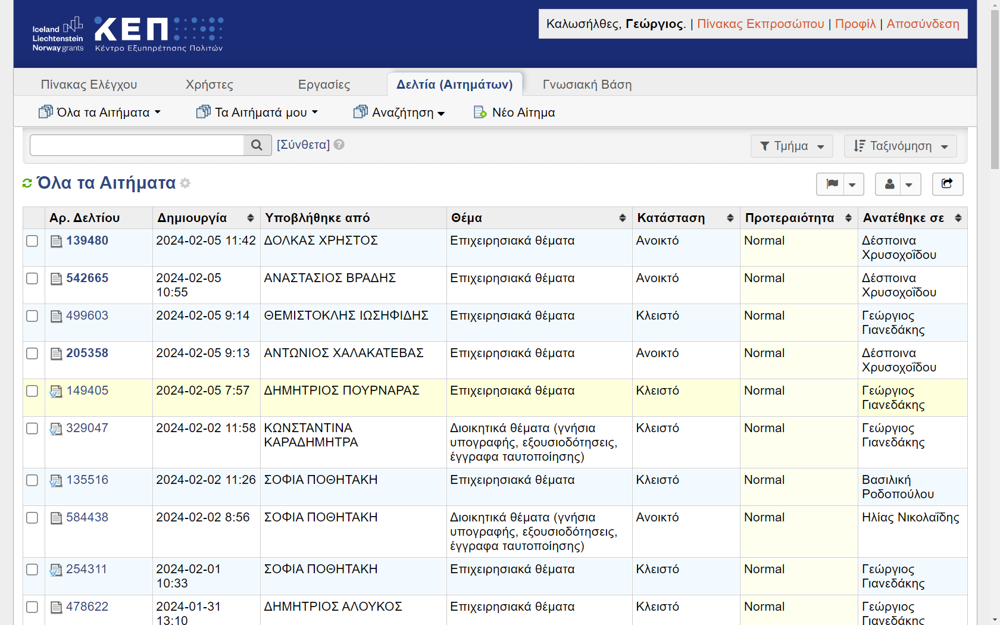 Iceland
Liechtenstein
Norway grants
ΚΕΠ
Κέντρο Εξυπηρέτησης Πολιτών
Καλωσήλθες, Γεώργιος. | Πίνακας Εκπροσώπου | Προφίλ | Αποσύνδεση
Πίνακας Ελέγχου Χρήστες Εργασίες Δελτία (Αιτημάτων) Γνωσιακή Βάση
Όλα τα Αιτήματα Τα Αιτήματά μου Αναζήτηση Νέο Αίτημα
[Σύνθετα] ? Τμήμα Ταξινόμηση
Όλα τα Αιτήματα
Αρ. Δελτίου Δημιουργία Υποβλήθηκε από Θέμα Κατάσταση Προτεραιότητα Ανατέθηκε σε
139480 2024-02-05 11:42 ΔΟΛΚΑΣ ΧΡΗΣΤΟΣ Επιχειρησιακά θέματα Ανοικτό Normal Δέσποινα
Χρυσοχοΐδου
542665 2024-02-05 ΑΝΑΣΤΑΣΙΟΣ ΒΡΑΔΗΣ Επιχειρησιακά θέματα Ανοικτό Normal Δέσποινα
10:55 Χρυσοχοΐδου
499603 2024-02-05 9:14 ΘΕΜΙΣΤΟΚΛΗΣ ΙΩΣΗΦΙΔΗΣ Επιχειρησιακά θέματα Κλειστό Normal Γεώργιος
Γιανεδάκης
205358 2024-02-05 9:13 ΑΝΤΩΝΙΟΣ ΧΑΛΑΚΑΤΕΒΑΣ Επιχειρησιακά θέματα Ανοικτό Normal Δέσποινα
Χρυσοχοΐδου
149405 2024-02-05 7:57 ΔΗΜΗΤΡΙΟΣ ΠΟΥΡΝΑΡΑΣ Επιχειρησιακά θέματα Κλειστό Normal Γεώργιος
Γιανεδάκης
329047 2024-02-02 11:58 ΚΩΝΣΤΑΝΤΙΝΑ Διοικητικά θέματα (γνήσια Κλειστό Normal Γεώργιος
ΚΑΡΑΔΗΜΗΤΡΑ υπογραφής, εξουσιοδότησεις, Γιανεδάκης
έγγραφα ταυτοποίησης)
135516 2024-02-02 11:26 ΣΟΦΙΑ ΠΟΘΗΤΑΚΗ Επιχειρησιακά θέματα Κλειστό Normal Βασιλική
Ροδοπούλου
584438 2024-02-02 8:56 ΣΟΦΙΑ ΠΟΘΗΤΑΚΗ Διοικητικά θέματα (γνήσια Ανοικτό Normal Ηλίας Νικολαΐδης
υπογραφής, εξουσιοδότησεις,
έγγραφα ταυτοποίησης)
254311 2024-02-01 ΣΟΦΙΑ ΠΟΘΗΤΑΚΗ Επιχειρησιακά θέματα Κλειστό Normal Γεώργιος
10:33 Γιανεδάκης
478622 2024-01-31 ΔΗΜΗΤΡΙΟΣ ΑΛΟΥΚΟΣ Επιχειρησιακά θέματα Κλειστό Normal Γεώργιος
13:10 Γιανεδάκης